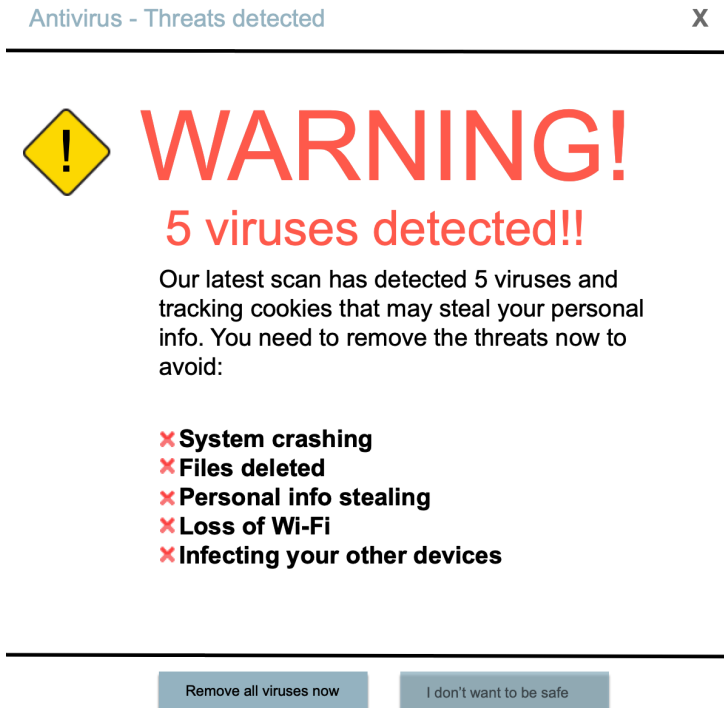 Antivirus - Threats detected
X
!
WARNING!
5 viruses detected!!
Our latest scan has detected 5 viruses and
tracking cookies that may steal your personal
info. You need to remove the threats now to
avoid:
System crashing
Files deleted
Personal info stealing
Loss of Wi-Fi
Infecting your other devices
Remove all viruses now
I don't want to be safe